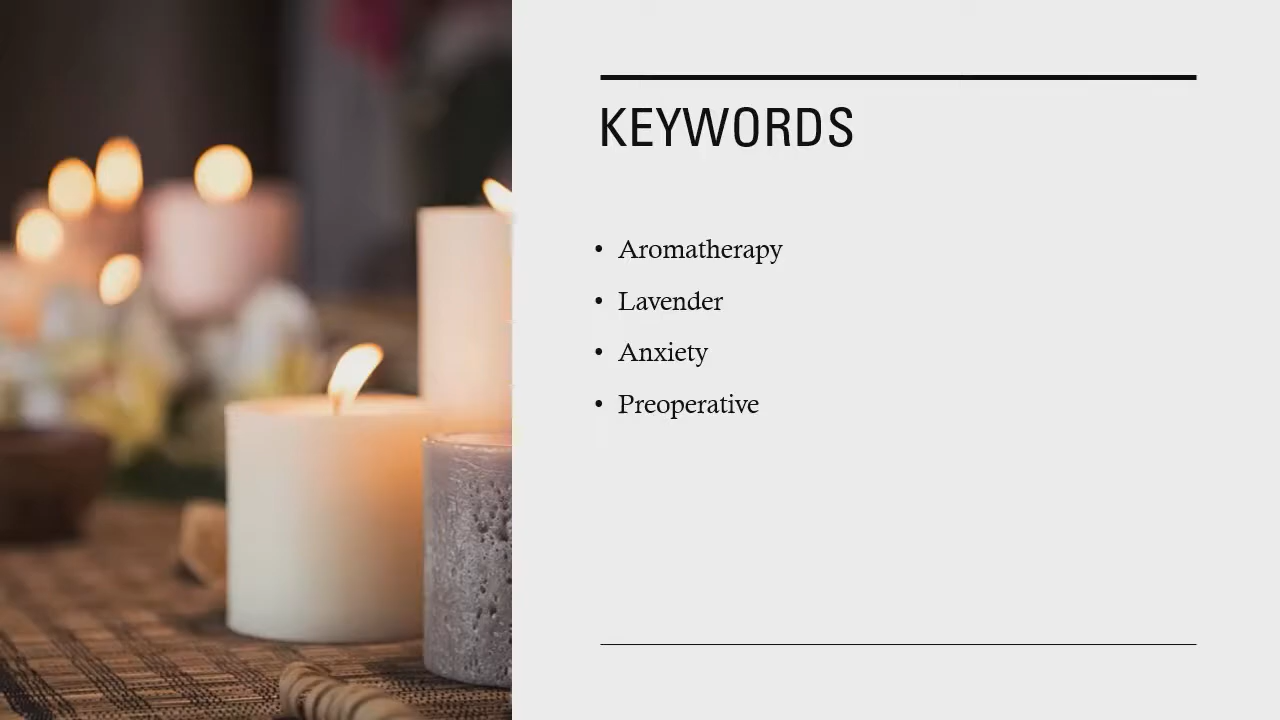 KEYWORDS
• Aromatherapy
• Lavender
• Anxiety
• Preoperative